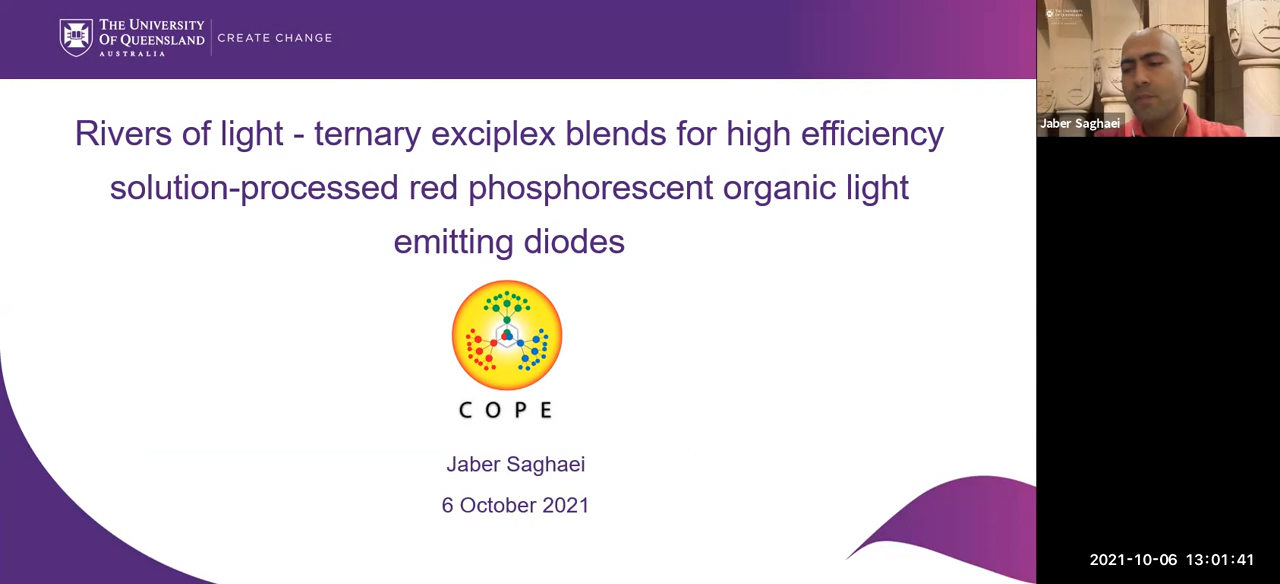 THE UNIVERSITY
OF QUEENSLAND
AUSTRALIA
CREATE CHANGE
Rivers of light - ternary exciplex blends for high efficiency
solution-processed red phosphorescent organic light
emitting diodes
COPE
Jaber Saghaei
6 October 2021
Jaber Saghaei
2021-10-06 13:01:41